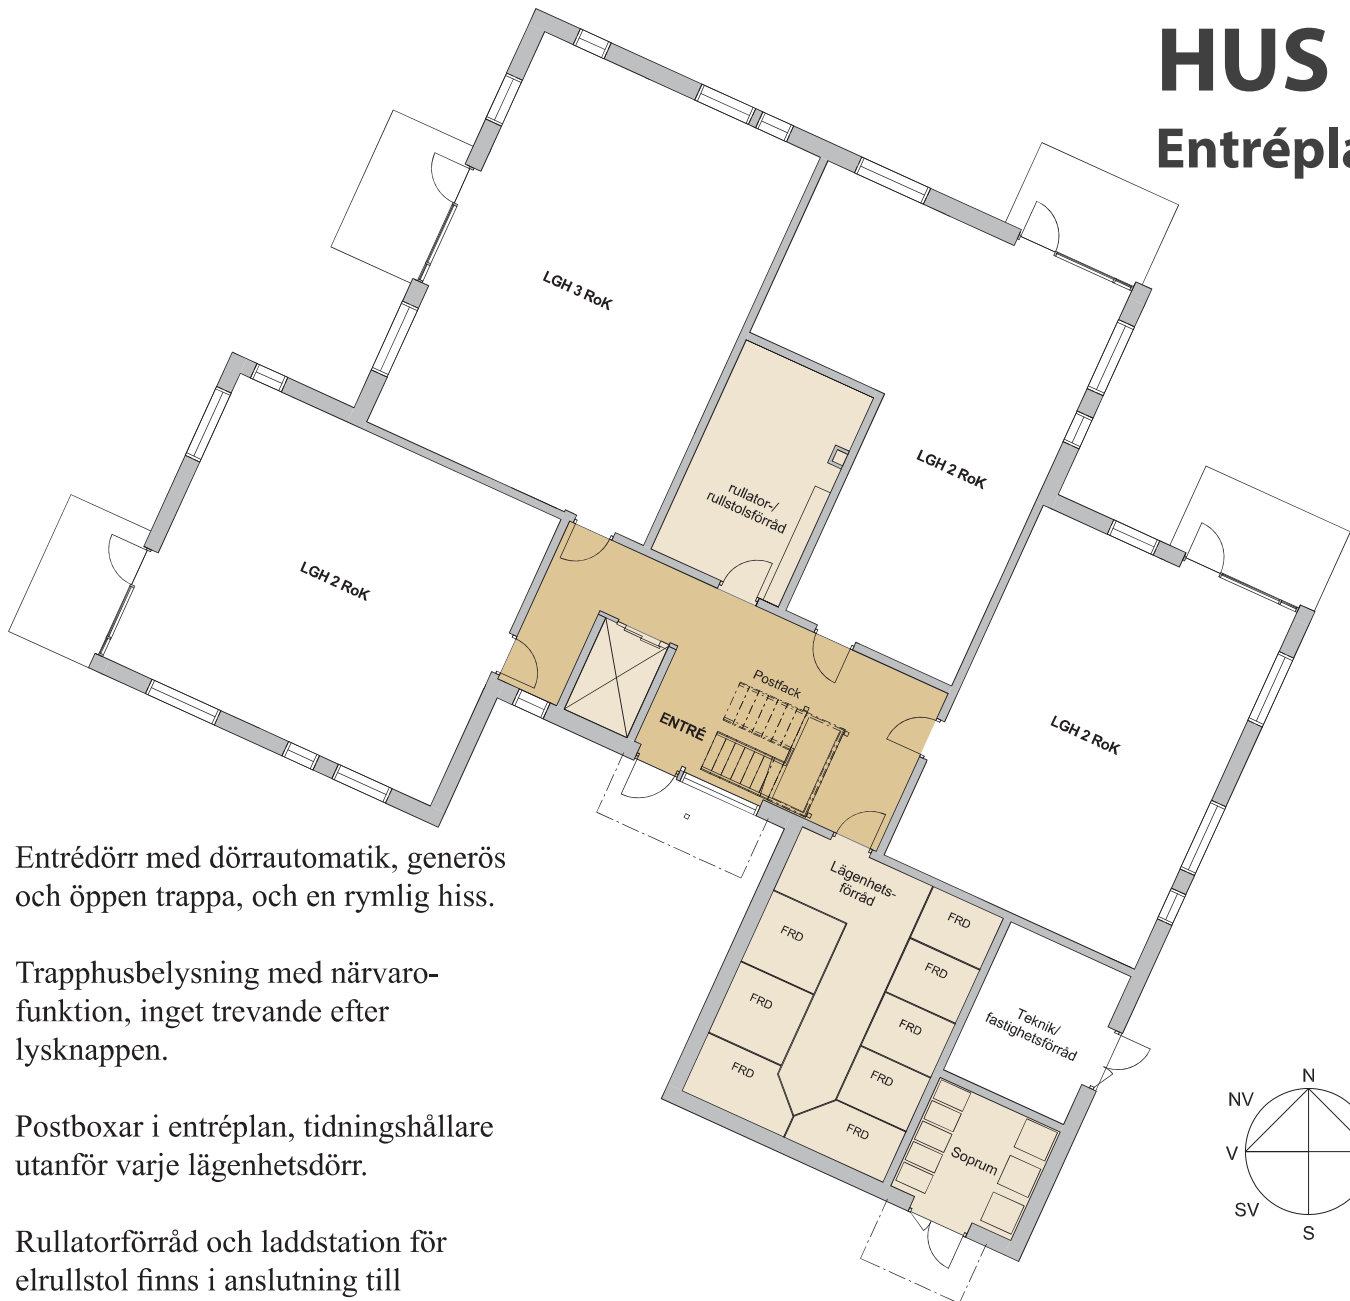 HUS
Entrépla
LGH 3 RoK
LGH 2 RoK
rullator-/
rullstolsförråd
LGH 2 RoK
Postfack
ENTRÉ
LGH 2 RoK
Lägenhets-
förråd
FRD
FRD
FRD
FRD
FRD
FRD
FRD
FRD
Teknik/
fastighetsförråd
Soprum
Entrédörr med dörrautomatik, generös
och öppen trappa, och en rymlig hiss.
Trapphusbelysning med närvaro-
funktion, inget trevande efter
lysknappen.
Postboxar i entréplan, tidningshållare
utanför varje lägenhetsdörr.
Rullatorförråd och laddstation för
elrullstol finns i anslutning till
N
NV
V
SV
S